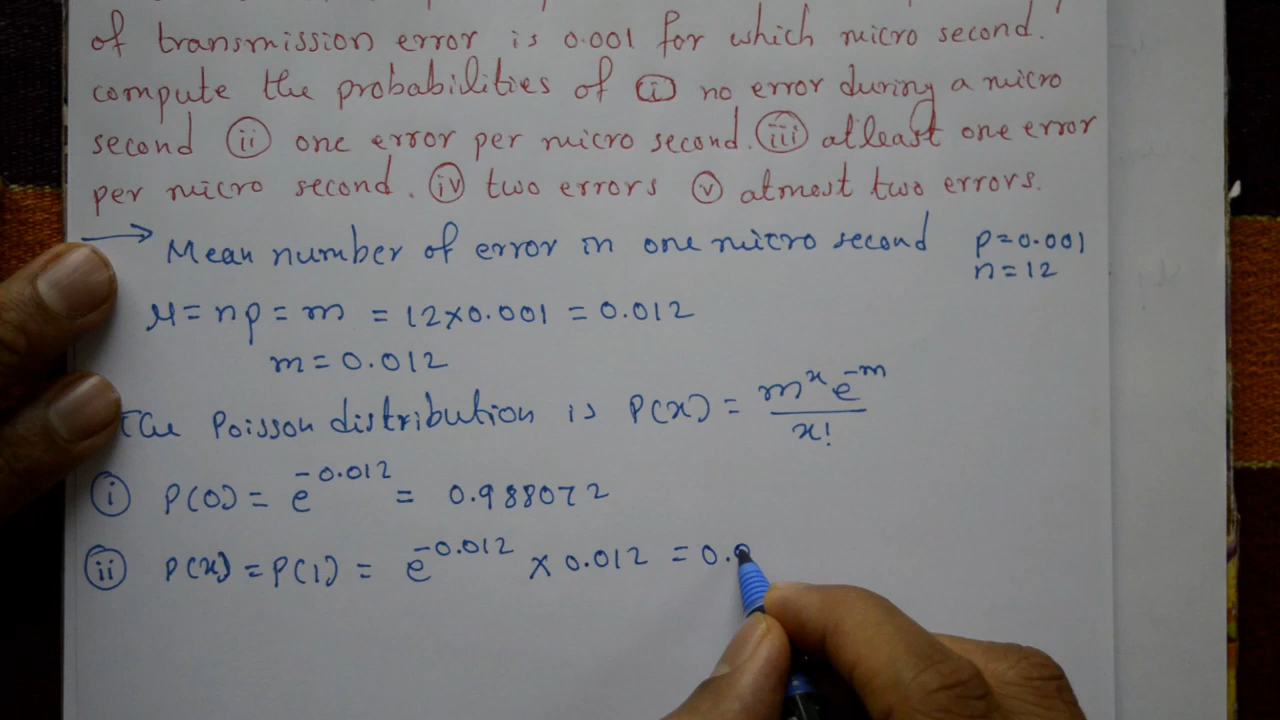 of transmission error is 0.001 for which micro second.
compute the probabilities of (i) no error during a micro
second (ii) one error per micro second. (iii) atleast one error
per micro second. (iv) two errors (v) atmost two errors.
→ Mean number of error in one micro second p=0.001
n=12
μ = np = m = 12×0.001 = 0.012
m = 0.012
The Poisson distribution is P(x) = m^x e^-m / x!
(i) P(0) = e^-0.012 = 0.988072
(ii) P(x) = P(1) = e^-0.012 × 0.012 = 0.